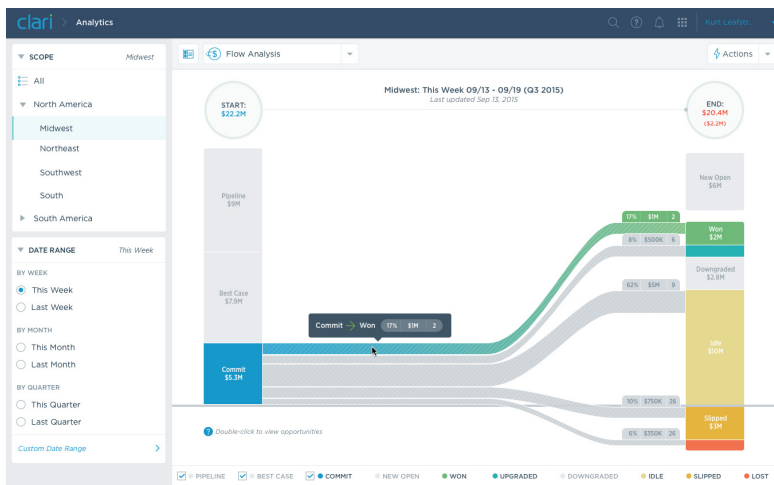 clari > Analytics
Kurt Leafstr...
SCOPE Midwest
All
North America
Midwest
Northeast
Southwest
South
South America
DATE RANGE This Week
BY WEEK
This Week
Last Week
BY MONTH
This Month
Last Month
BY QUARTER
This Quarter
Last Quarter
Custom Date Range >
Flow Analysis
Actions
Midwest: This Week 09/13 - 09/19 (Q3 2015)
Last updated Sep 13, 2015
START:
$22.2M
END:
$20.4M
($2.2M)
Pipeline
$9M
Best Case
$7.9M
Commit
$5.3M
Commit → Won 17% $1M 2
17% $1M 2
8% $500K 6
62% $5M 9
10% $750K 26
6% $350K 26
New Open
$6M
Won
$2M
Downgraded
$2.8M
Idle
$10M
Slipped
$3M
? Double-click to view opportunities
PIPELINE BEST CASE COMMIT NEW OPEN WON UPGRADED DOWNGRADED IDLE SLIPPED LOST